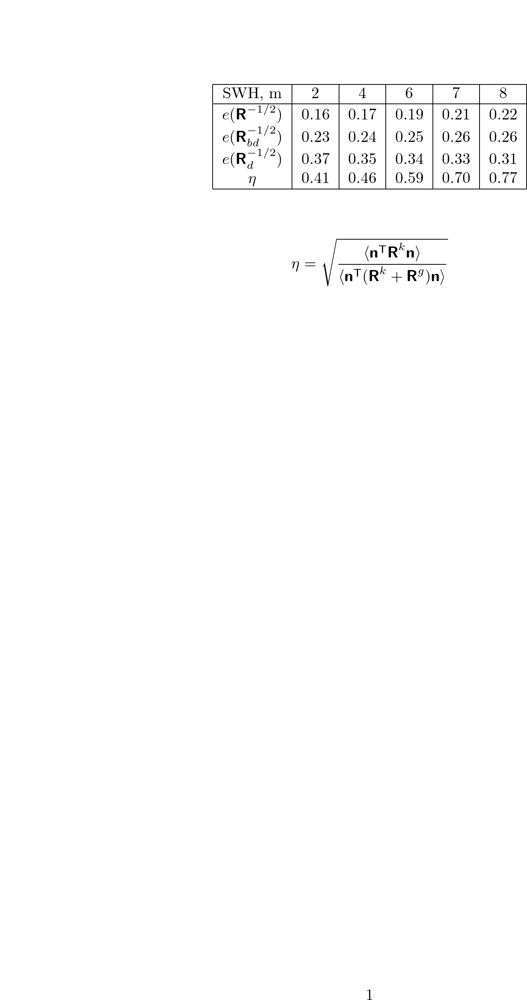 SWH, m 2 4 6 7 8
e(R^{-1/2}) 0.16 0.17 0.19 0.21 0.22
e(R_{bd}^{-1/2}) 0.23 0.24 0.25 0.26 0.26
e(R_d^{-1/2}) 0.37 0.35 0.34 0.33 0.31
η 0.41 0.46 0.59 0.70 0.77
η = √(⟨n^T R^k n⟩ / ⟨n^T (R^k + R^g) n⟩)
1